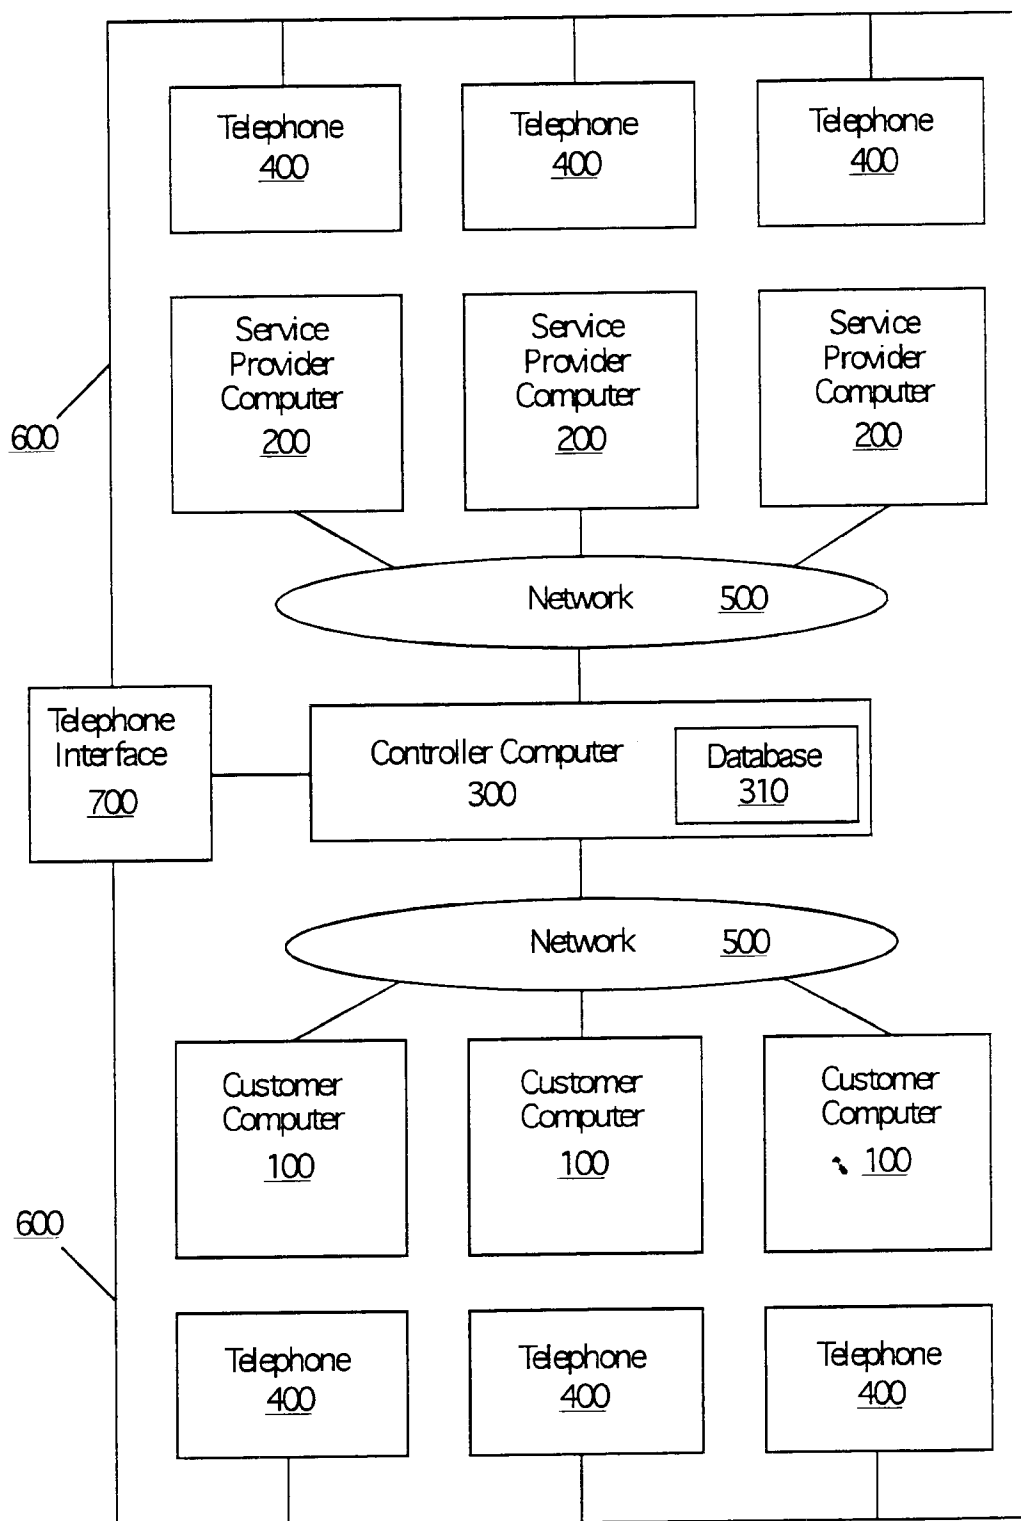 Telephone
400
Telephone
400
Telephone
400
Service
Provider
Computer
200
Service
Provider
Computer
200
Service
Provider
Computer
200
600
Network 500
Telephone
Interface
700
Controller Computer
300
Database
310
Network 500
Customer
Computer
100
Customer
Computer
100
Customer
Computer
100
600
Telephone
400
Telephone
400
Telephone
400